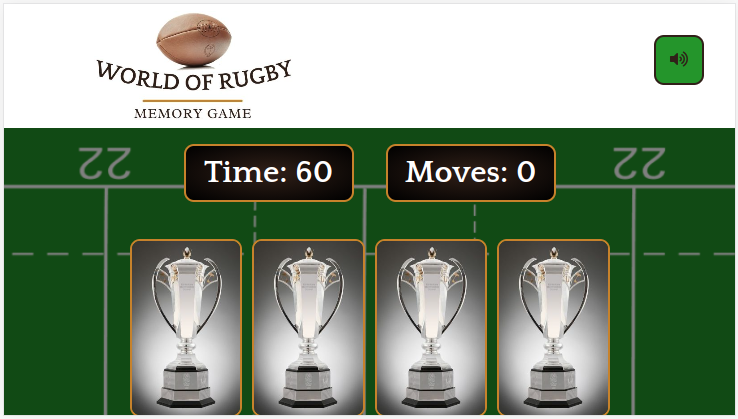 WORLD OF RUGBY
MEMORY GAME
22
Time: 60
Moves: 0
22